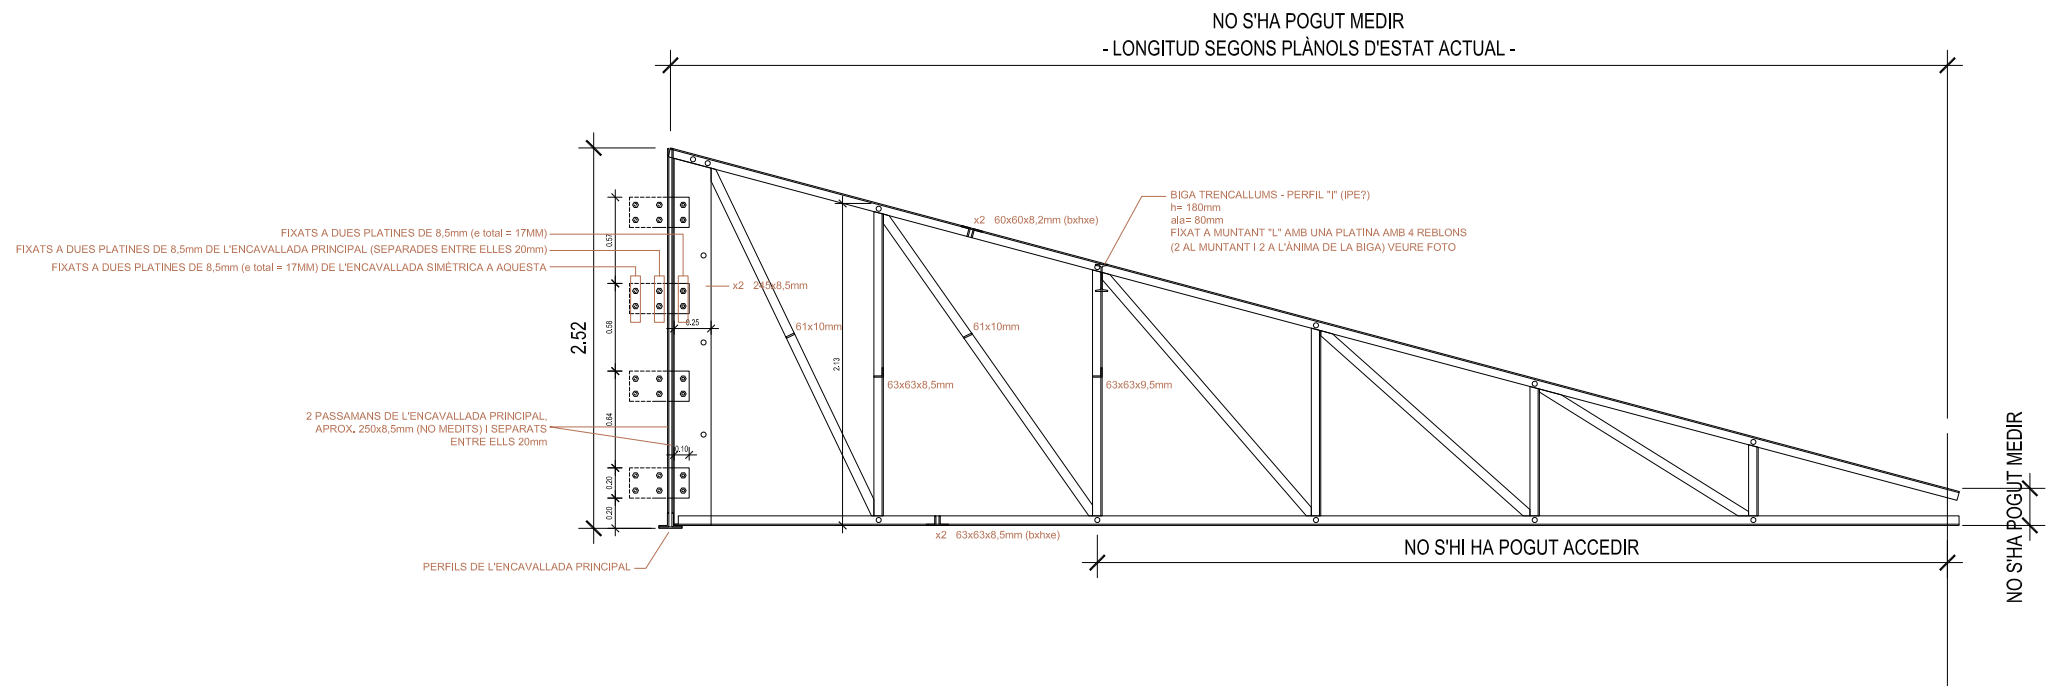 NO S'HA POGUT MEDIR
- LONGITUD SEGONS PLÀNOLS D'ESTAT ACTUAL -
BIGA TRENCALLUMS - PERFIL "I" (IPE?)
h= 180mm
ala= 80mm
FIXAT A MUNTANT "L" AMB UNA PLATINA AMB 4 REBLONS
(2 AL MUNTANT I 2 A L'ÀNIMA DE LA BIGA) VEURE FOTO
x2 60x60x8,2mm (bxhxe)
FIXATS A DUES PLATINES DE 8,5mm (e total = 17MM)
FIXATS A DUES PLATINES DE 8,5mm DE L'ENCAVALLADA PRINCIPAL (SEPARADES ENTRE ELLES 20mm)
FIXATS A DUES PLATINES DE 8,5mm (e total = 17MM) DE L'ENCAVALLADA SIMÈTRICA A AQUESTA
0.57
x2 245x8,5mm
2.52
0.58
0.25
61x10mm
61x10mm
2.13
63x63x8,5mm
63x63x9,5mm
2 PASSAMANS DE L'ENCAVALLADA PRINCIPAL,
APROX. 250x8,5mm (NO MEDITS) I SEPARATS
ENTRE ELLS 20mm
0.64
0.10
0.20
0.20
x2 63x63x8,5mm (bxhxe)
NO S'HI HA POGUT ACCEDIR
NO S'HA POGUT MEDIR
PERFILS DE L'ENCAVALLADA PRINCIPAL